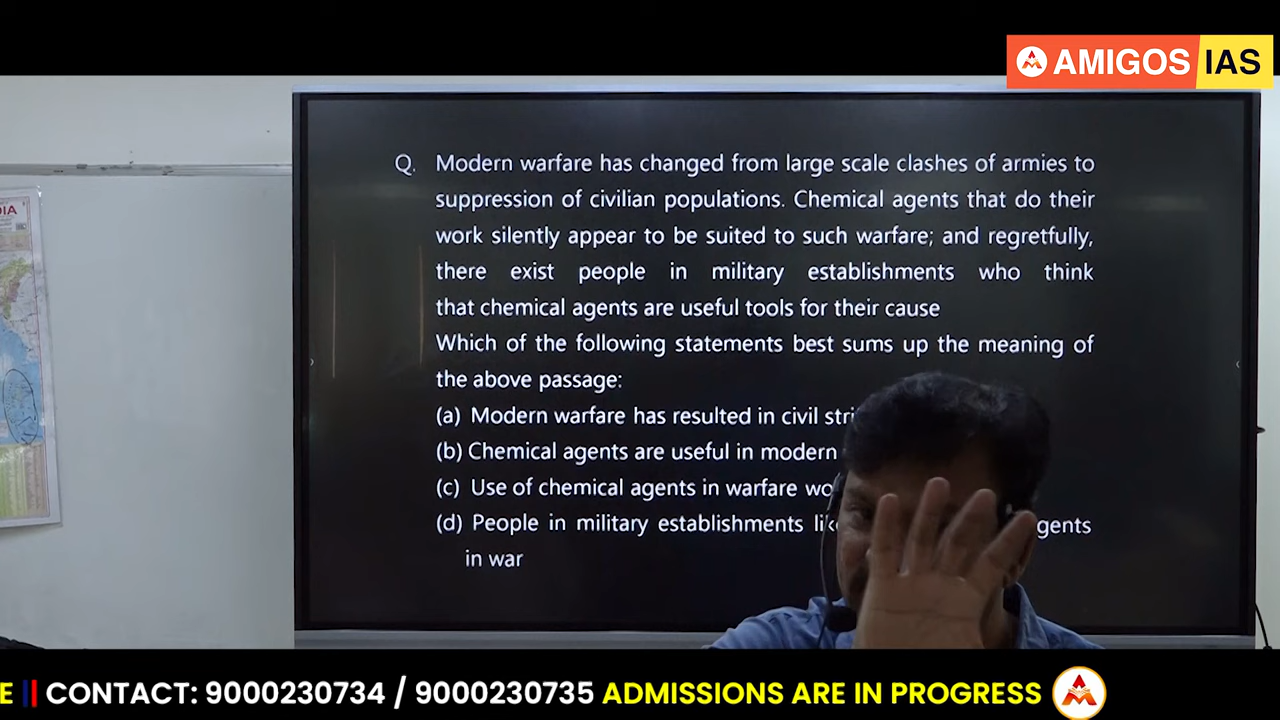 AMIGOS IAS
Q. Modern warfare has changed from large scale clashes of armies to
suppression of civilian populations. Chemical agents that do their
work silently appear to be suited to such warfare; and regretfully,
there exist people in military establishments who think
that chemical agents are useful tools for their cause
Which of the following statements best sums up the meaning of
the above passage:
(a) Modern warfare has resulted in civil
(b) Chemical agents are useful in modern
(c) Use of chemical agents in warfare
(d) People in military establishments
in war
CONTACT: 9000230734 / 9000230735 ADMISSIONS ARE IN PROGRESS